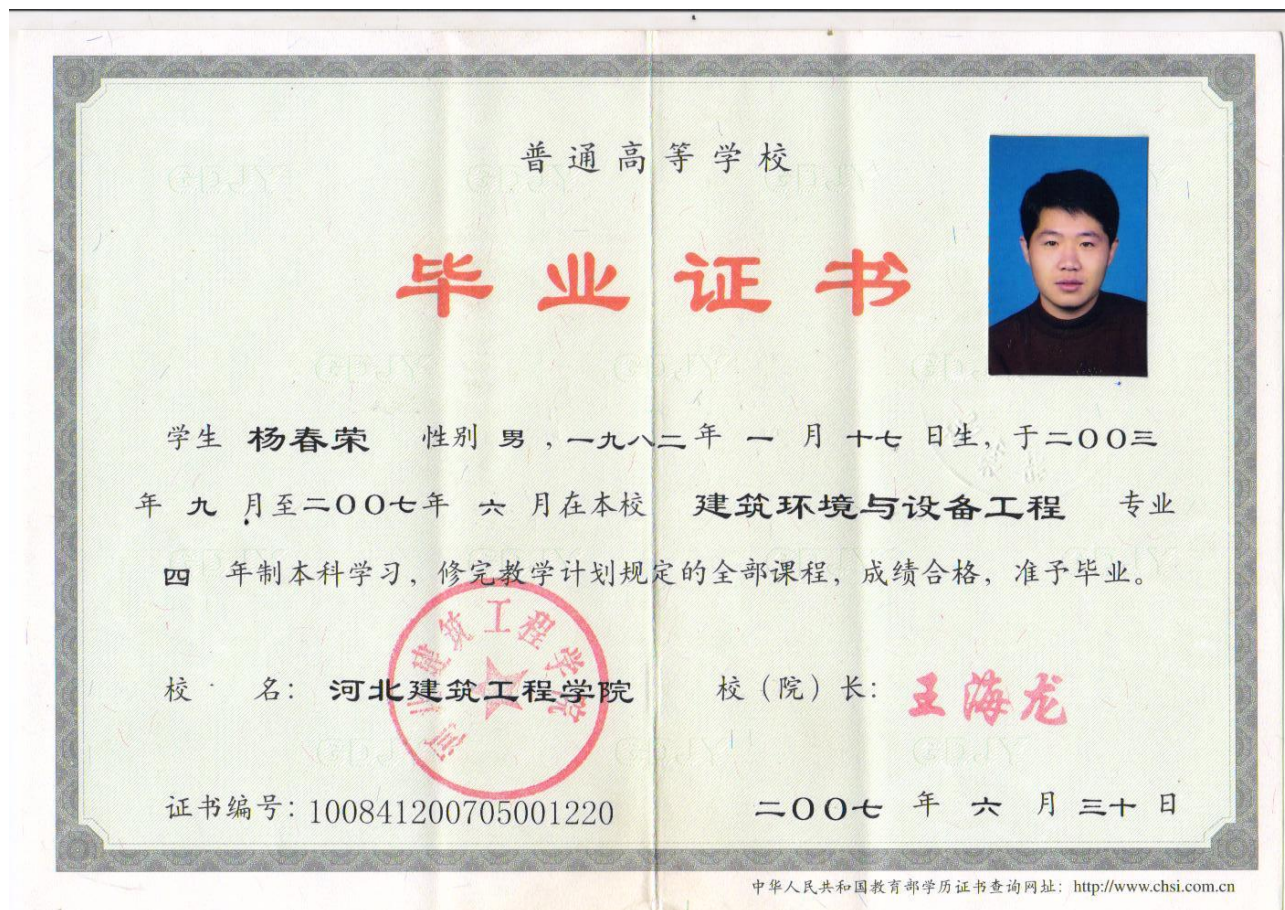 普通高等学校
毕业证书
学生 杨春荣 性别 男，一九八二年 一 月 十七 日生，于二〇〇三
年 九 月至二〇〇七年 六 月在本校 建筑环境与设备工程 专业
四 年制本科学习，修完教学计划规定的全部课程，成绩合格，准予毕业。
河北建筑工程学院
校 名：河北建筑工程学院 校（院）长：王海龙
证书编号：100841200705001220 二〇〇七 年 六 月 三十 日
中华人民共和国教育部学历证书查询网址：http://www.chsi.com.cn